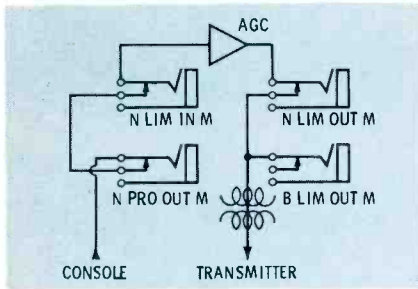 AGC
N LIM IN M
N LIM OUT M
N PRO OUT M
B LIM OUT M
CONSOLE
TRANSMITTER